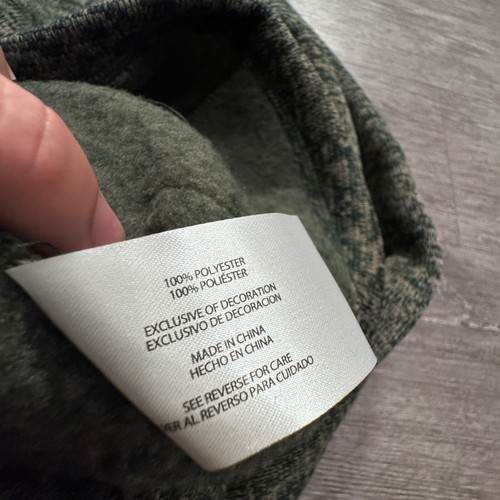 100% POLYESTER
100% POLIÉSTER
EXCLUSIVE OF DECORATION
EXCLUSIVO DE DECORACION
MADE IN CHINA
HECHO EN CHINA
SEE REVERSE FOR CARE
VER AL REVERSO PARA CUIDADO